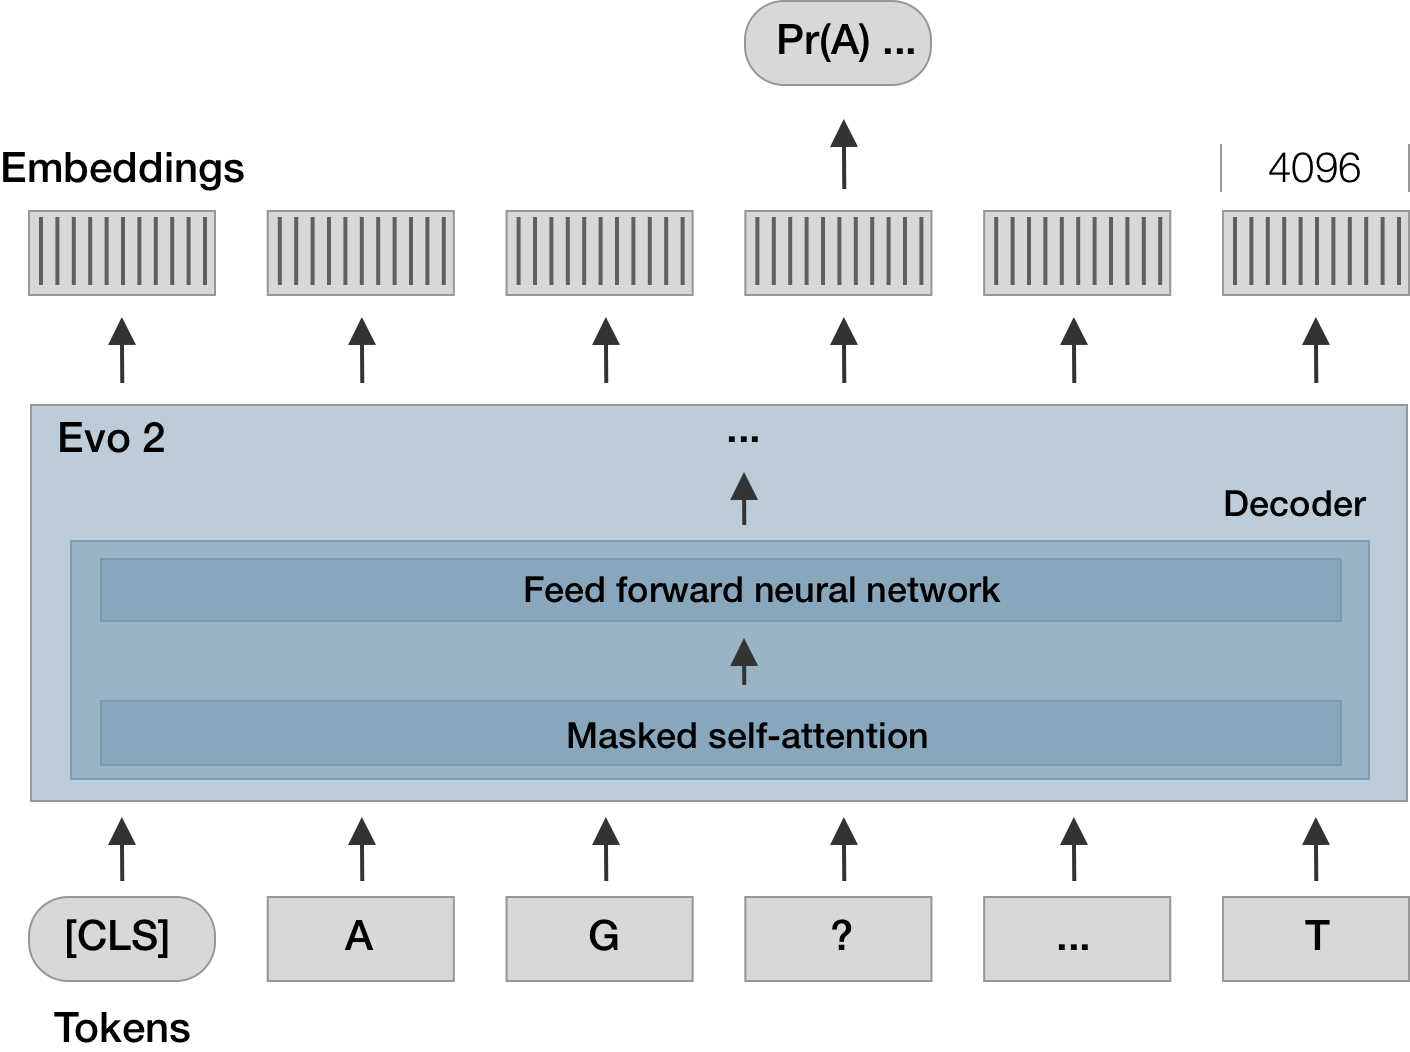 Pr(A) ...
Embeddings
4096
Evo 2
...
Decoder
Feed forward neural network
Masked self-attention
[CLS] A G ? ... T
Tokens